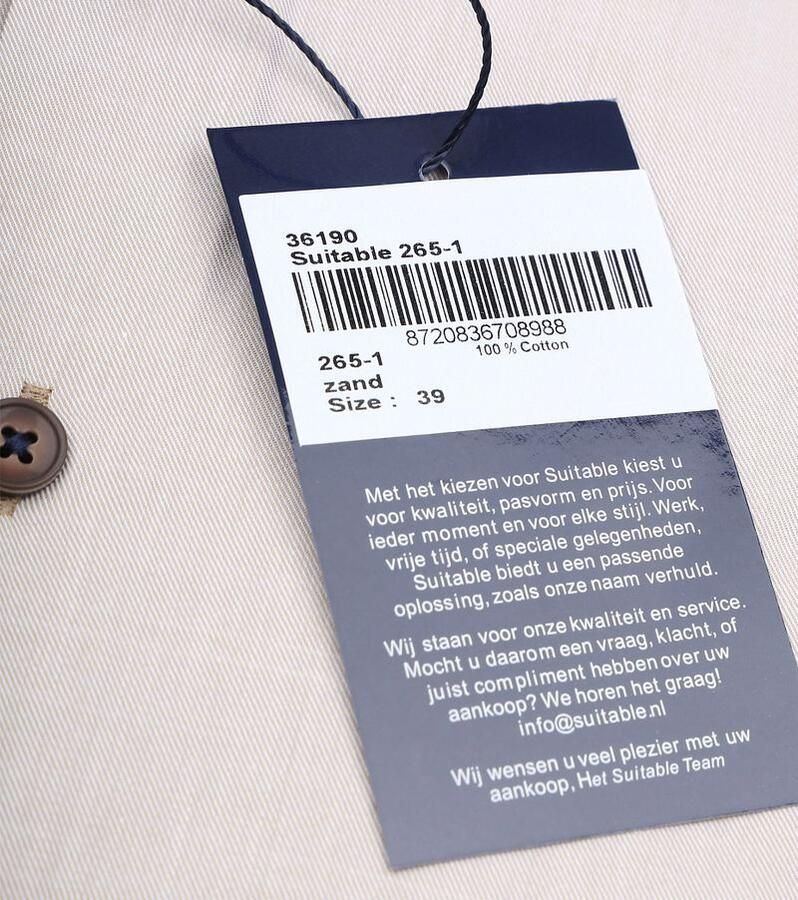 36190
Suitable 265-1
8720836708988
100 % Cotton
265-1
zand
Size : 39
Met het kiezen voor Suitable kiest u
voor kwaliteit, pasvorm en prijs. Voor
ieder moment en voor elke stijl. Werk,
vrije tijd, of speciale gelegenheden,
Suitable biedt u een passende
oplossing, zoals onze naam verhuld.
Wij staan voor onze kwaliteit en service.
Mocht u daarom een vraag, klacht, of
juist compliment hebben over uw
aankoop? We horen het graag!
info@suitable.nl
Wij wensen u veel plezier met uw
aankoop, Het Suitable Team